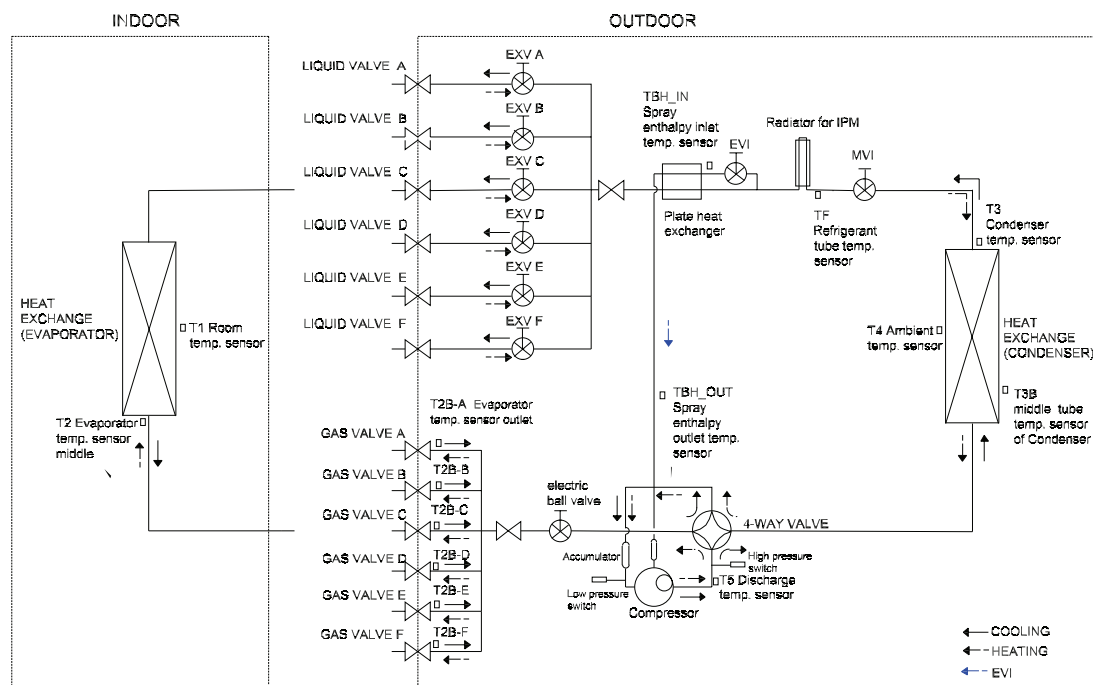 INDOOR
OUTDOOR
LIQUID VALVE A
EXV A
LIQUID VALVE B
EXV B
LIQUID VALVE C
EXV C
LIQUID VALVE D
EXV D
LIQUID VALVE E
EXV E
LIQUID VALVE F
EXV F
TBH_IN
Spray
enthalpy inlet
temp. sensor
EVI
Radiator for IPM
MVI
Plate heat
exchanger
TF
Refrigerant
tube temp.
sensor
T3
Condenser
temp. sensor
HEAT
EXCHANGE
(EVAPORATOR)
T1 Room
temp. sensor
T4 Ambient
temp. sensor
HEAT
EXCHANGE
(CONDENSER)
T2 Evaporator
temp. sensor
middle
T3B
middle tube
temp. sensor
of Condenser
TBH_OUT
Spray
enthalpy
outlet temp.
sensor
T2B-A Evaporator
temp. sensor outlet
GAS VALVE A
GAS VALVE B
T2B-B
GAS VALVE C
T2B-C
GAS VALVE D
T2B-D
GAS VALVE E
T2B-E
GAS VALVE F
T2B-F
electric
ball valve
4-WAY VALVE
Accumulator
High pressure
switch
Low pressure
switch
T5 Discharge
temp. sensor
Compressor
COOLING
HEATING
EVI